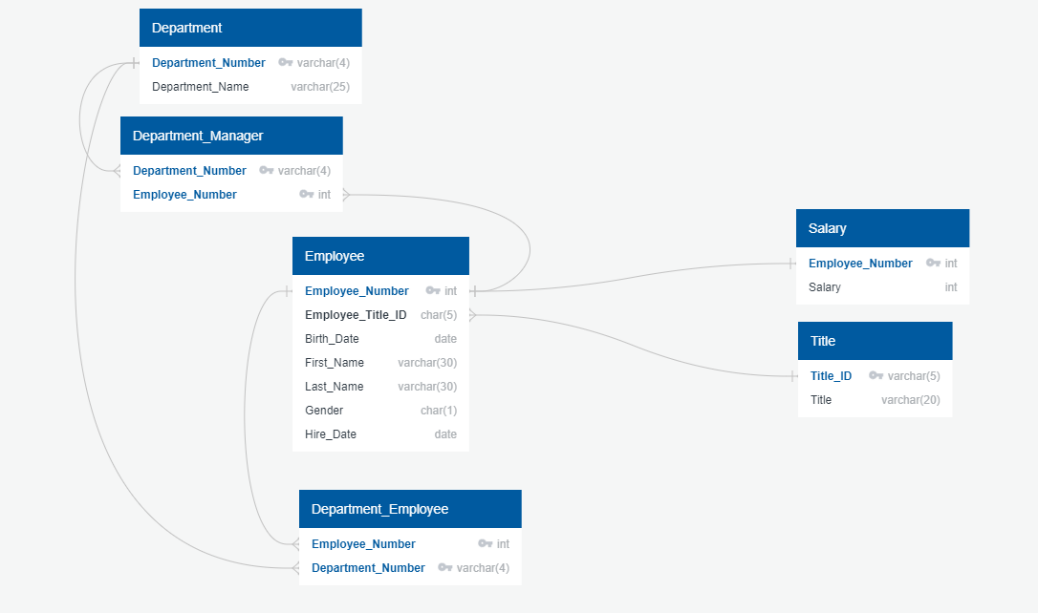 Department
Department_Number varchar(4)
Department_Name varchar(25)
Department_Manager
Department_Number varchar(4)
Employee_Number int
Employee
Employee_Number int
Employee_Title_ID char(5)
Birth_Date date
First_Name varchar(30)
Last_Name varchar(30)
Gender char(1)
Hire_Date date
Salary
Employee_Number int
Salary int
Title
Title_ID varchar(5)
Title varchar(20)
Department_Employee
Employee_Number int
Department_Number varchar(4)